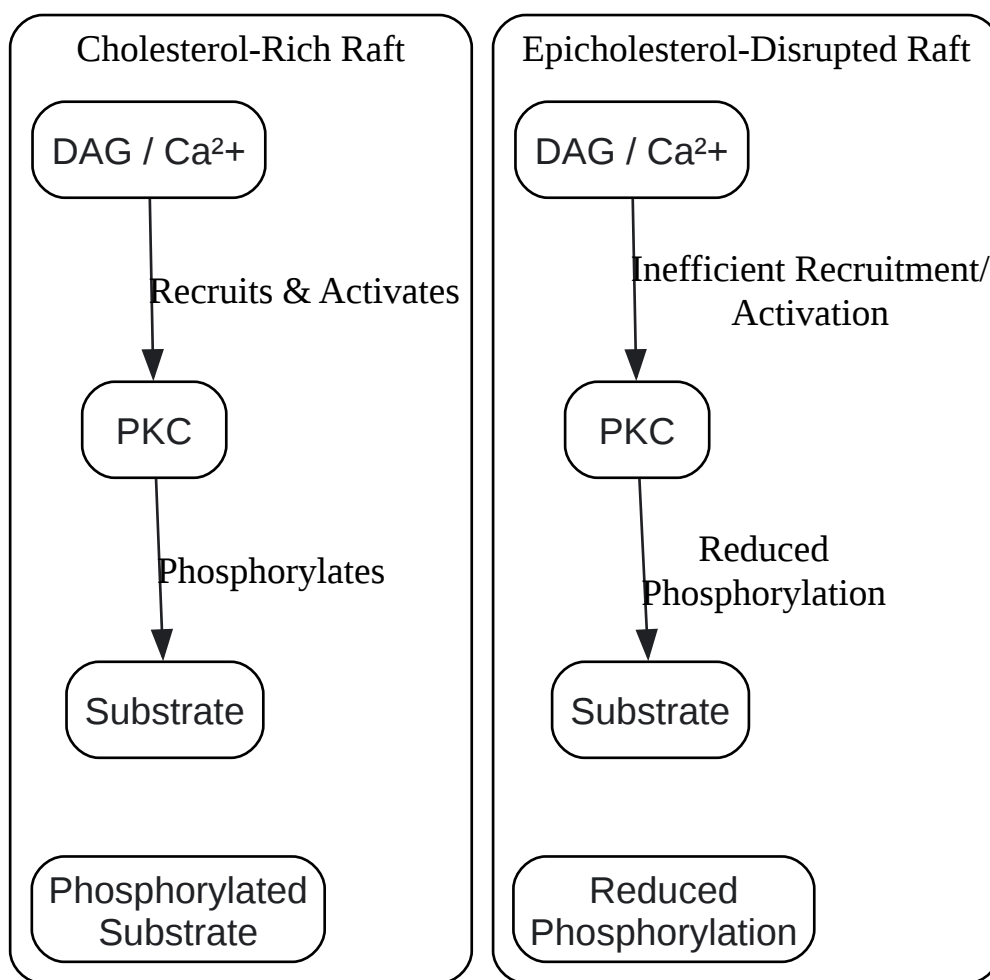 Cholesterol-Rich Raft
DAG / Ca²+
Recruits & Activates
PKC
Phosphorylates
Substrate
Phosphorylated
Substrate
Epicholesterol-Disrupted Raft
DAG / Ca²+
Inefficient Recruitment/
Activation
PKC
Reduced
Phosphorylation
Substrate
Reduced
Phosphorylation